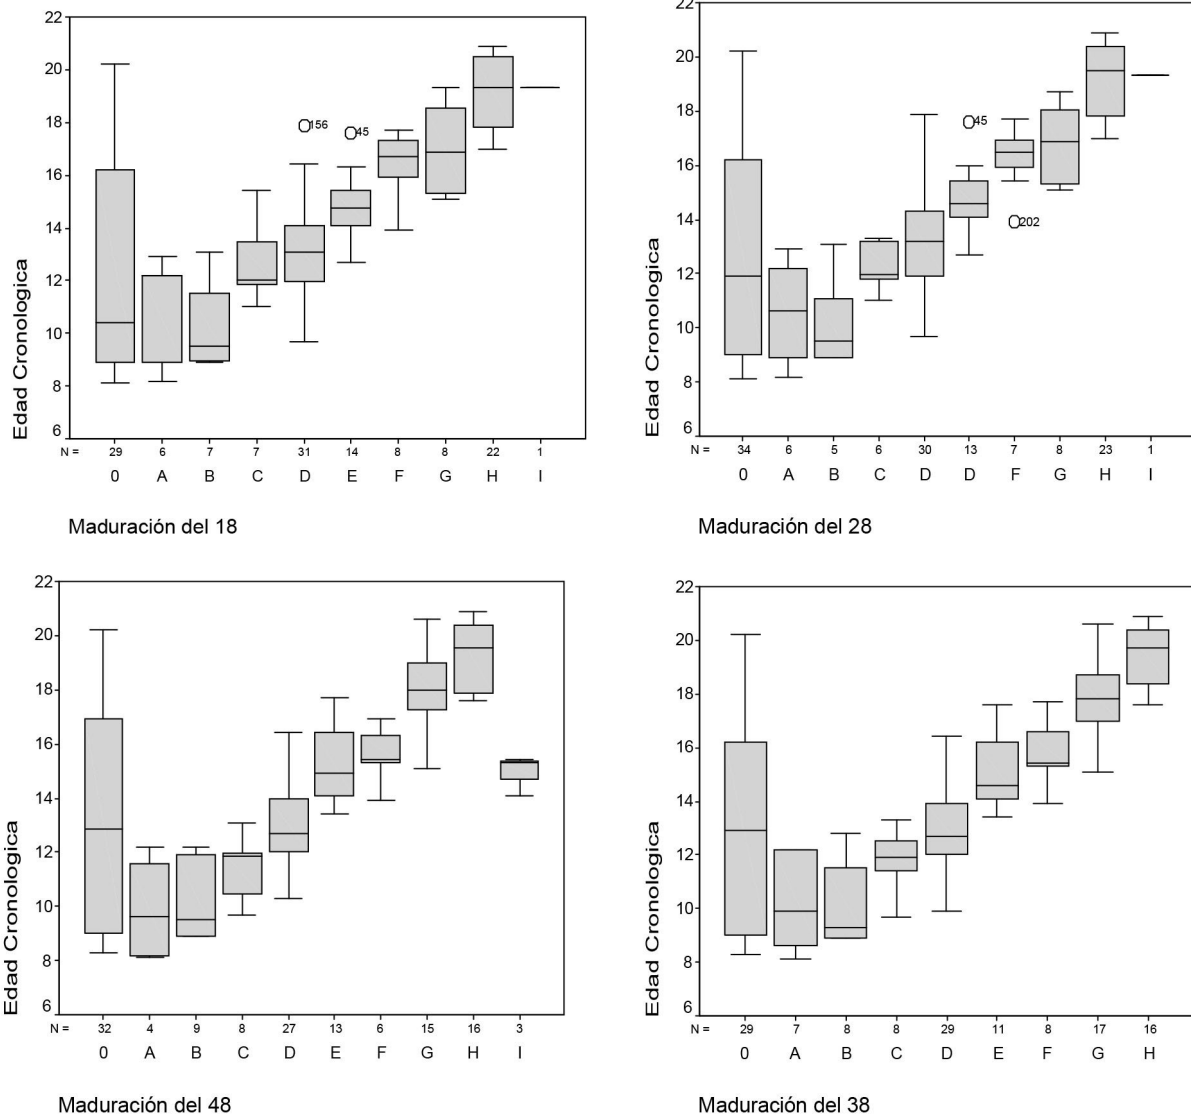 22
20
18
16
14
12
10
8
6
Edad Cronologica
156
45
N = 29 6 7 7 31 14 8 8 22 1
0 A B C D E F G H I
Maduración del 18
22
20
18
16
14
12
10
8
6
Edad Cronologica
45
202
N = 34 6 5 6 30 13 7 8 23 1
0 A B C D D F G H I
Maduración del 28
22
20
18
16
14
12
10
8
6
Edad Cronologica
N = 32 4 9 8 27 13 6 15 16 3
0 A B C D E F G H I
Maduración del 48
22
20
18
16
14
12
10
8
6
Edad Cronologica
N = 29 7 8 8 29 11 8 17 16
0 A B C D E F G H
Maduración del 38